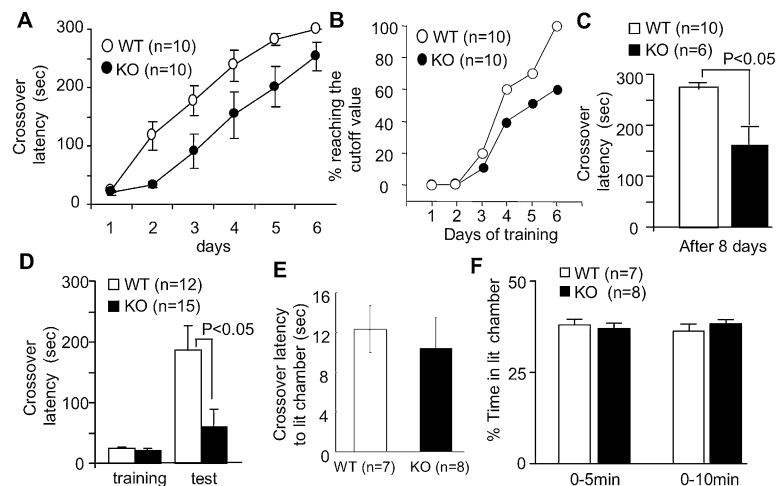 A
300
200
100
0
Crossover
latency (sec)
WT (n=10)
KO (n=10)
1 2 3 4 5 6
days
B
100
80
60
40
20
0
% reaching the
cutoff value
WT (n=10)
KO (n=10)
1 2 3 4 5 6
Days of training
C
WT (n=10)
KO (n=6)
P<0.05
300
250
150
50
0
Crossover
latency (sec)
After 8 days
D
300
200
100
50
0
Crossover
latency (sec)
WT (n=12)
KO (n=15)
P<0.05
training test
E
16
12
8
4
0
Crossover latency
to lit chamber (sec)
WT (n=7) KO (n=8)
F
WT (n=7)
KO (n=8)
50
25
0
% Time in lit chamber
0-5min 0-10min